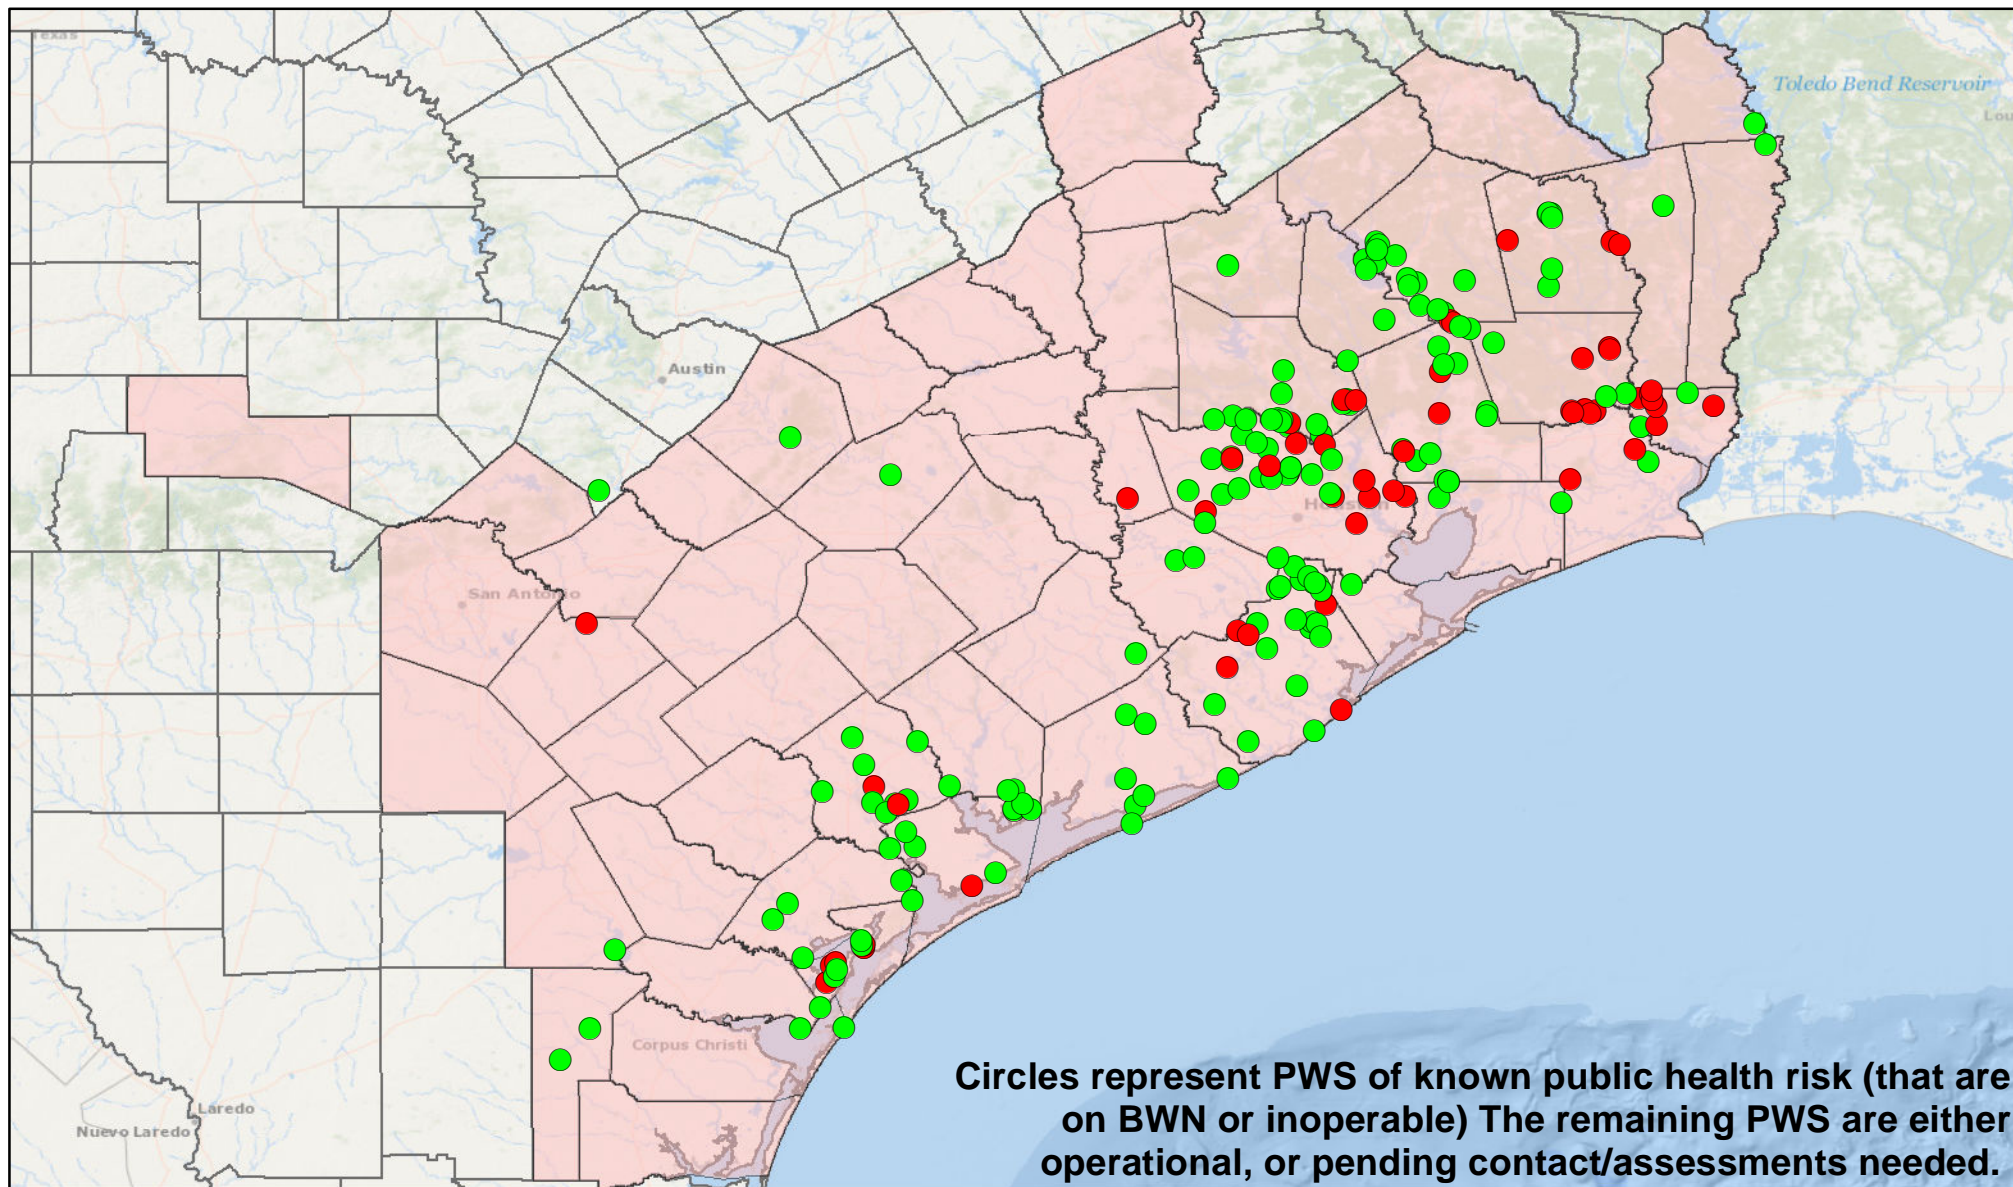 Texas
Toledo Bend Reservoir
Lou
Austin
Houston
San Antonio
Corpus Christi
Laredo
Nuevo Laredo
Circles represent PWS of known public health risk (that are
on BWN or inoperable) The remaining PWS are either
operational, or pending contact/assessments needed.